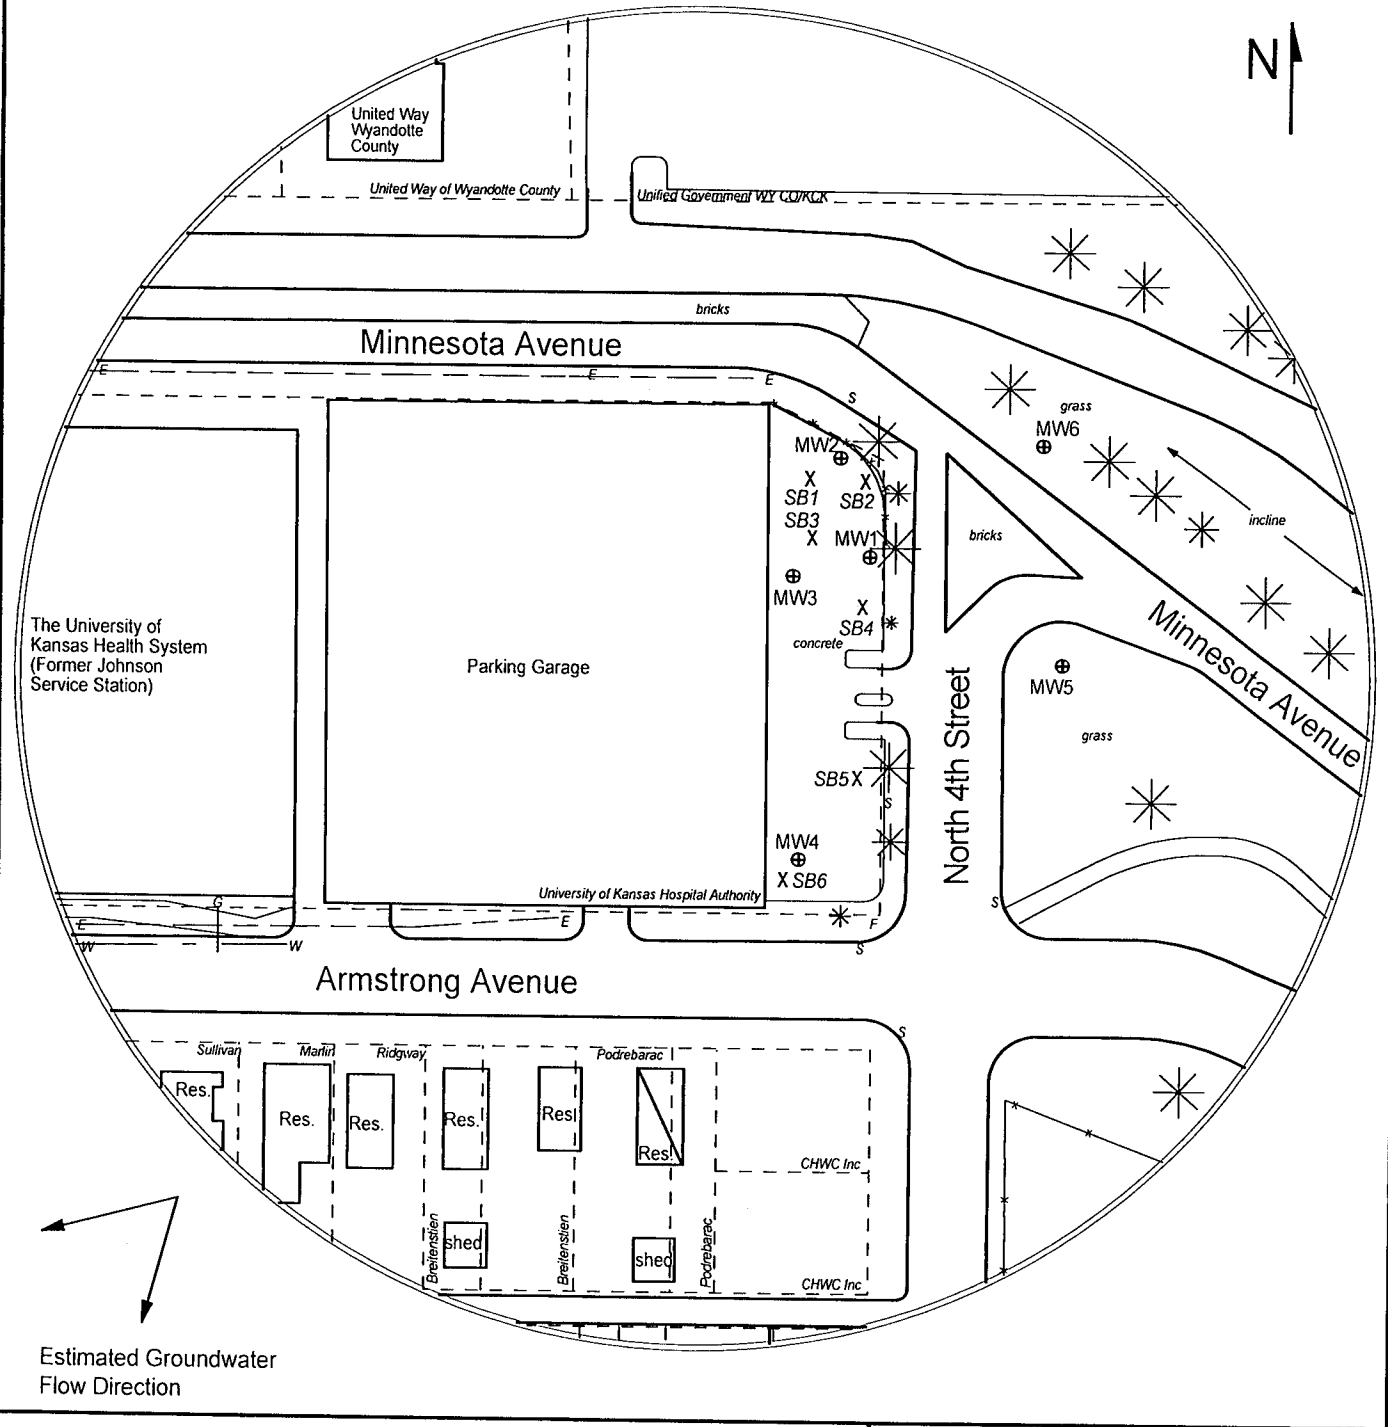 N
United Way
Wyandotte
County
United Way of Wyandotte County
Unified Government WY CO/KCK
bricks
Minnesota Avenue
E
E
E
S
grass
MW6
MW2
SB1
SB2
SB3
MW1
MW3
SB4
concrete
bricks
incline
Minnesota Avenue
The University of
Kansas Health System
(Former Johnson
Service Station)
Parking Garage
MW5
North 4th Street
grass
SB5
S
MW4
SB6
University of Kansas Hospital Authority
G
E
E
W
W
F
S
S
Armstrong Avenue
S
Sullivan
Marlin
Ridgway
Podrebarac
Res.
Res.
Res.
Res.
Res
Res.
CHWC Inc
Breitenstien
shed
Breitenstien
shed
Podrebarac
CHWC Inc
Estimated Groundwater
Flow Direction